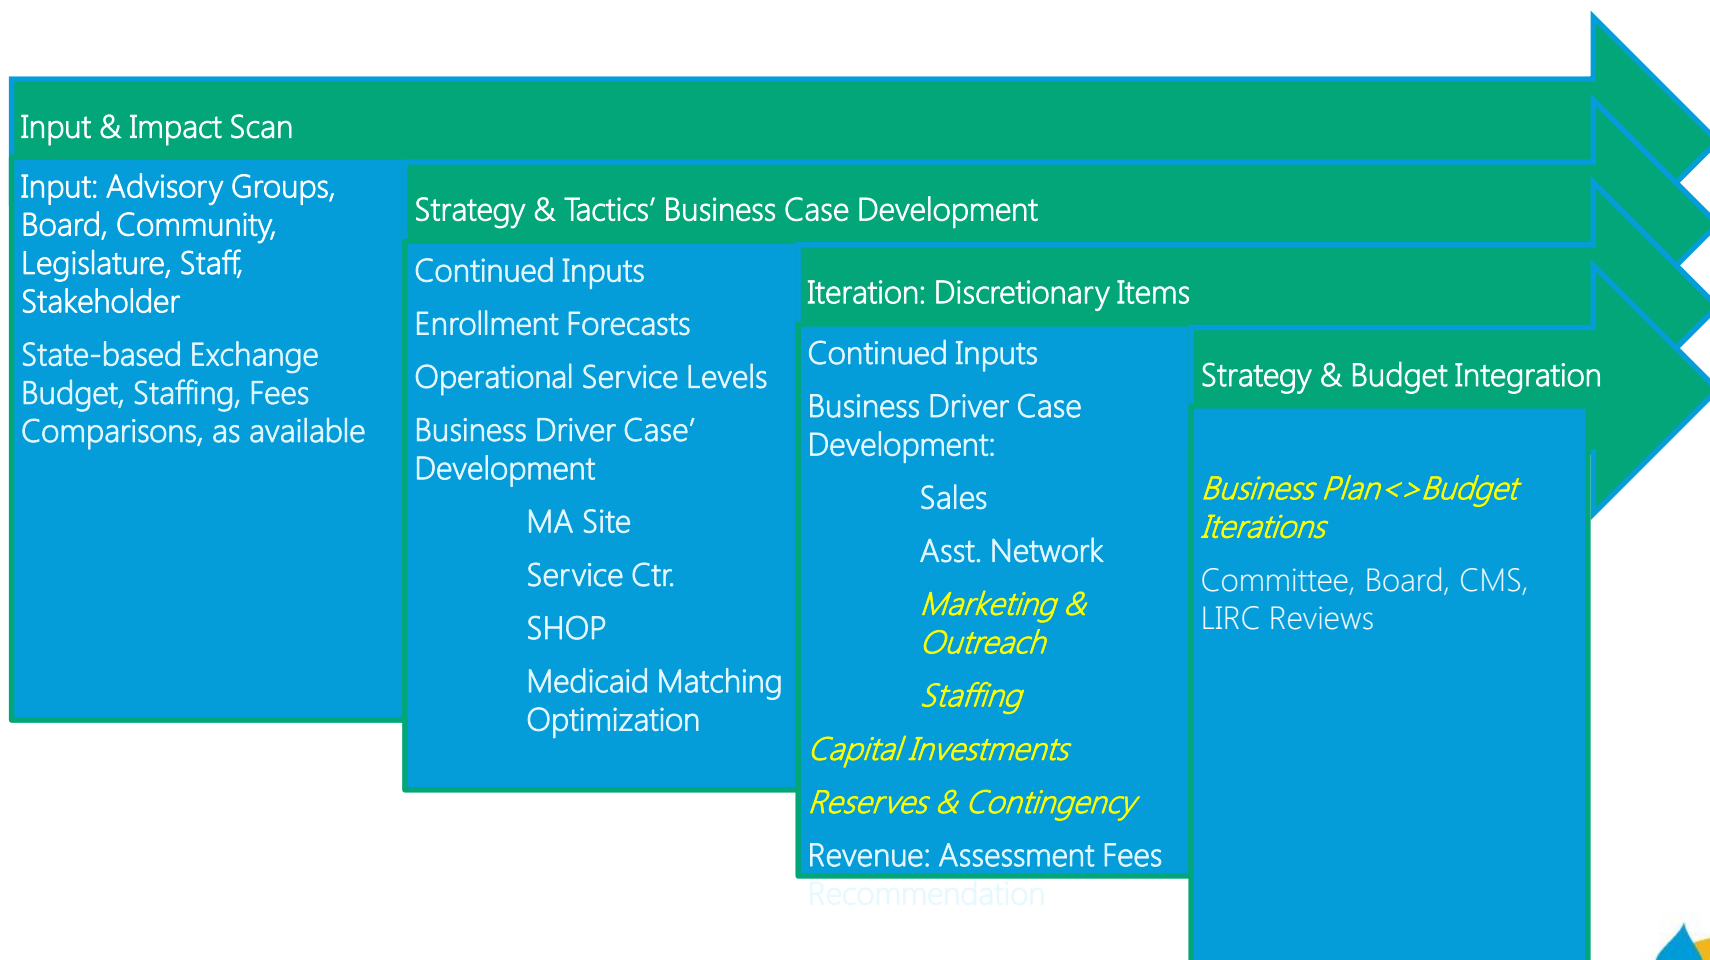 Input & Impact Scan
Input: Advisory Groups,
Board, Community,
Legislature, Staff,
Stakeholder
State-based Exchange
Budget, Staffing, Fees
Comparisons, as available
Strategy & Tactics’ Business Case Development
Continued Inputs
Enrollment Forecasts
Operational Service Levels
Business Driver Case’
Development
MA Site
Service Ctr.
SHOP
Medicaid Matching
Optimization
Iteration: Discretionary Items
Continued Inputs
Business Driver Case
Development:
Sales
Asst. Network
Marketing &
Outreach
Staffing
Capital Investments
Reserves & Contingency
Revenue: Assessment Fees
Recommendation
Strategy & Budget Integration
Business Plan<>Budget
Iterations
Committee, Board, CMS,
LIRC Reviews